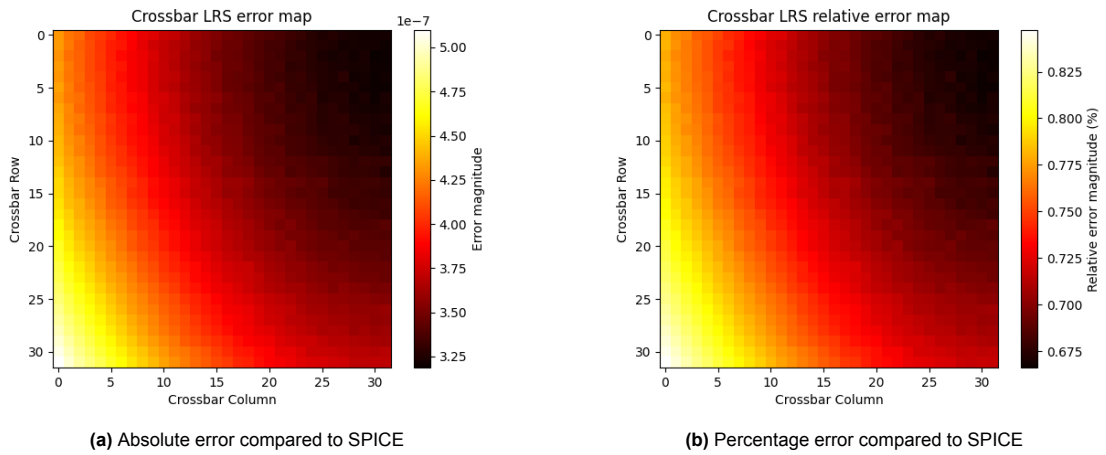 Crossbar LRS error map
1e−7
0
5
10
15
20
25
30
Crossbar Row
0 5 10 15 20 25 30
Crossbar Column
5.00
4.75
4.50
4.25
4.00
3.75
3.50
3.25
Error magnitude
(a) Absolute error compared to SPICE
Crossbar LRS relative error map
0
5
10
15
20
25
30
Crossbar Row
0 5 10 15 20 25 30
Crossbar Column
0.825
0.800
0.775
0.750
0.725
0.700
0.675
Relative error magnitude (%)
(b) Percentage error compared to SPICE